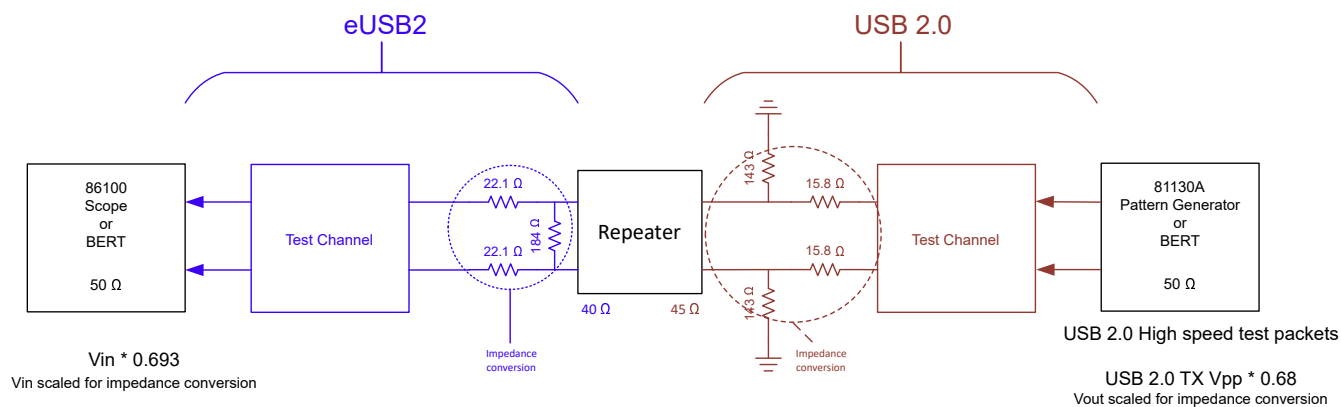 eUSB2
USB 2.0
86100
Scope
or
BERT
50 Ω
Test Channel
22.1 Ω
184 Ω
22.1 Ω
Repeater
40 Ω
45 Ω
143 Ω
15.8 Ω
15.8 Ω
143 Ω
Test Channel
81130A
Pattern Generator
or
BERT
50 Ω
Impedance
conversion
Impedance
conversion
USB 2.0 High speed test packets
Vin * 0.693
Vin scaled for impedance conversion
USB 2.0 TX Vpp * 0.68
Vout scaled for impedance conversion